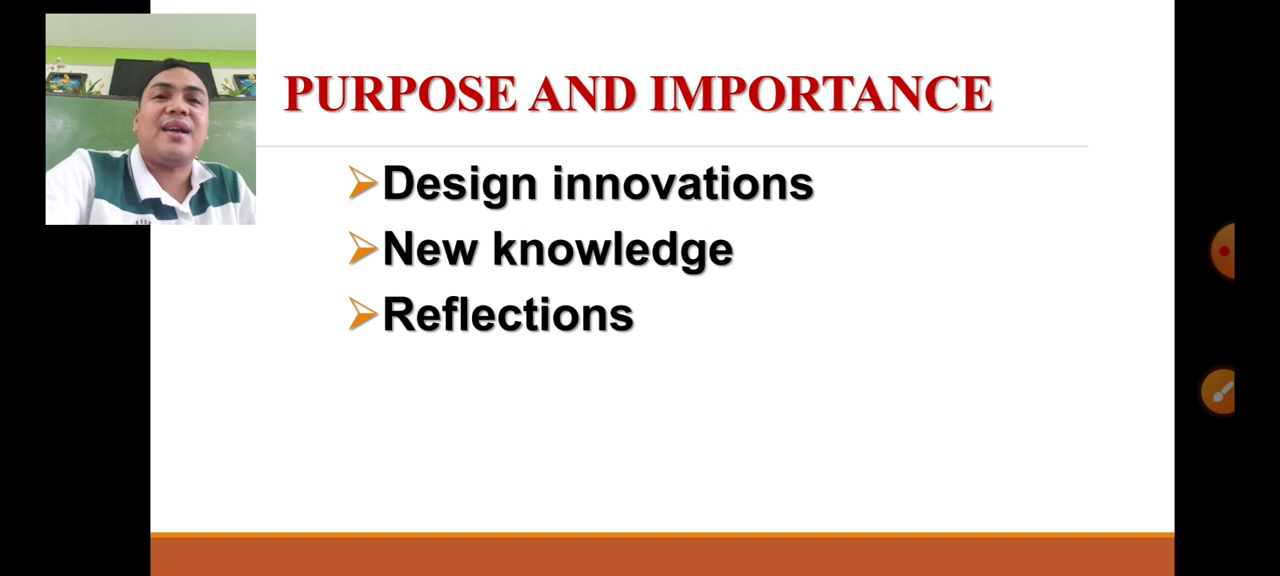 PURPOSE AND IMPORTANCE
Design innovations
New knowledge
Reflections